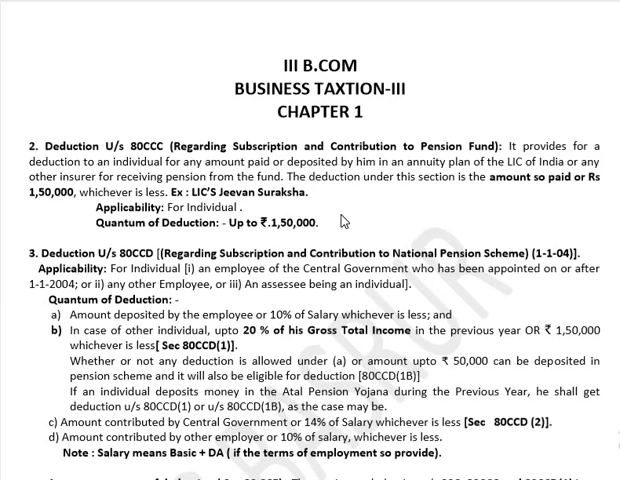 III B.COM
BUSINESS TAXTION-III
CHAPTER 1
2. Deduction U/s 80CCC (Regarding Subscription and Contribution to Pension Fund): It provides for a
deduction to an individual for any amount paid or deposited by him in an annuity plan of the LIC of India or any
other insurer for receiving pension from the fund. The deduction under this section is the amount so paid or Rs
1,50,000, whichever is less. Ex : LIC'S Jeevan Suraksha.
Applicability: For Individual .
Quantum of Deduction: - Up to ₹.1,50,000.
3. Deduction U/s 80CCD [(Regarding Subscription and Contribution to National Pension Scheme) (1-1-04)].
Applicability: For Individual [i) an employee of the Central Government who has been appointed on or after
1-1-2004; or ii) any other Employee, or iii) An assessee being an individual].
Quantum of Deduction: -
a) Amount deposited by the employee or 10% of Salary whichever is less; and
b) In case of other individual, upto 20 % of his Gross Total Income in the previous year OR ₹ 1,50,000
whichever is less[ Sec 80CCD(1)].
Whether or not any deduction is allowed under (a) or amount upto ₹ 50,000 can be deposited in
pension scheme and it will also be eligible for deduction [80CCD(1B)]
If an individual deposits money in the Atal Pension Yojana during the Previous Year, he shall get
deduction u/s 80CCD(1) or u/s 80CCD(1B), as the case may be.
c) Amount contributed by Central Government or 14% of Salary whichever is less [Sec 80CCD (2)].
d) Amount contributed by other employer or 10% of salary, whichever is less.
Note : Salary means Basic + DA ( if the terms of employment so provide).